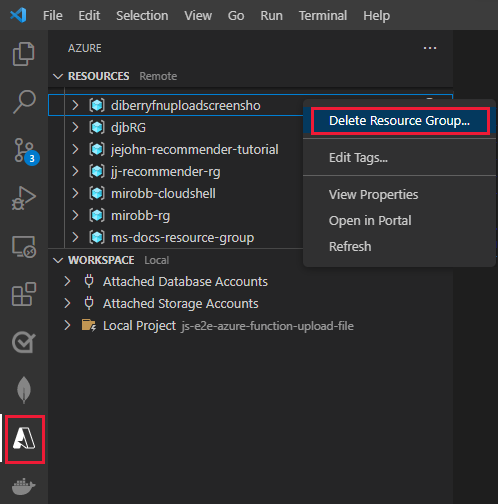 File Edit View Go Run Terminal Help
AZURE
RESOURCES Remote
diberryfnuploadscreensho
djbRG
jejohn-recommender-tutorial
jj-recommender-rg
mirobb-cloudshell
mirobb-rg
ms-docs-resource-group
Delete Resource Group...
Edit Tags...
View Properties
Open in Portal
Refresh
3
WORKSPACE Local
Attached Database Accounts
Attached Storage Accounts
Local Project js-e2e-azure-function-upload-file